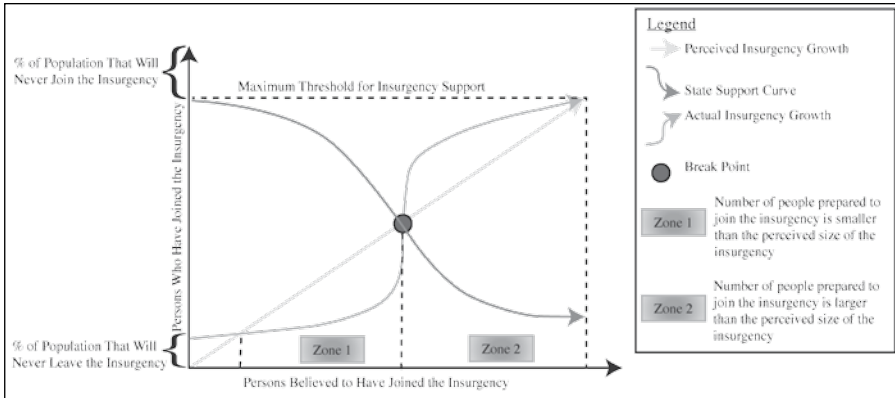 % of Population That Will
Never Join the Insurgency
Maximum Threshold for Insurgency Support
Persons Who Have Joined the Insurgency
Zone 1
Zone 2
% of Population That Will
Never Leave the Insurgency
Persons Believed to Have Joined the Insurgency
Legend
Perceived Insurgency Growth
State Support Curve
Actual Insurgency Growth
Break Point
Zone 1
Number of people prepared to
join the insurgency is smaller
than the perceived size of the
insurgency
Zone 2
Number of people prepared to
join the insurgency is larger
than the perceived size of the
insurgency